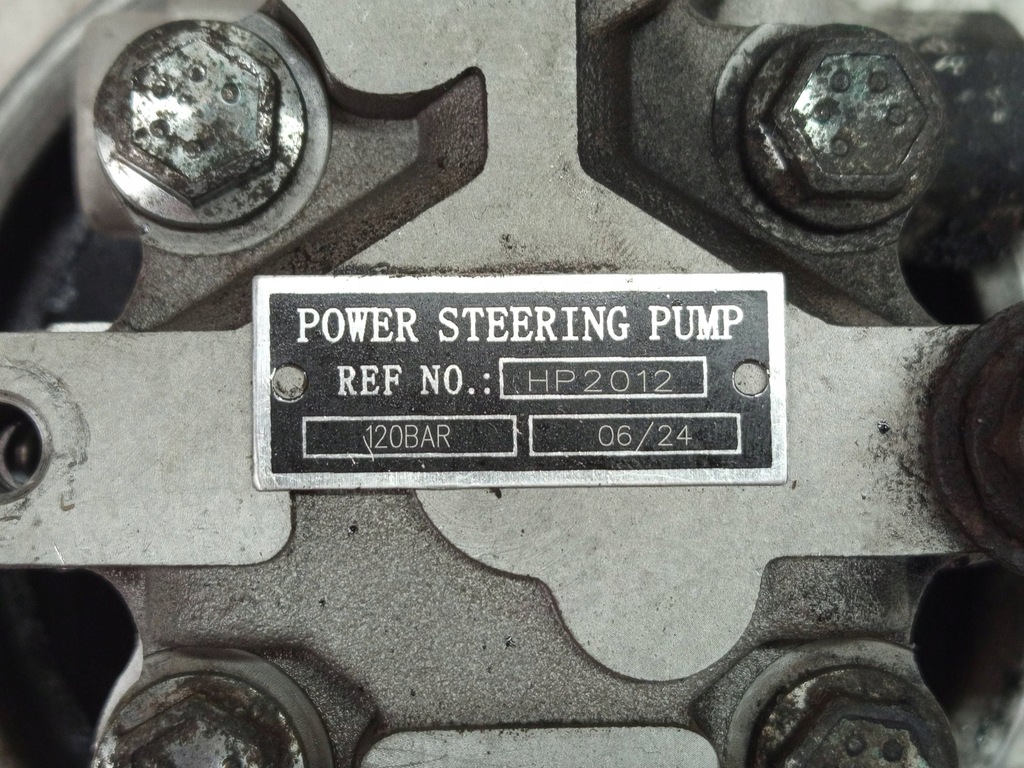 POWER STEERING PUMP
REF NO.: HP2012
120BAR 06/24